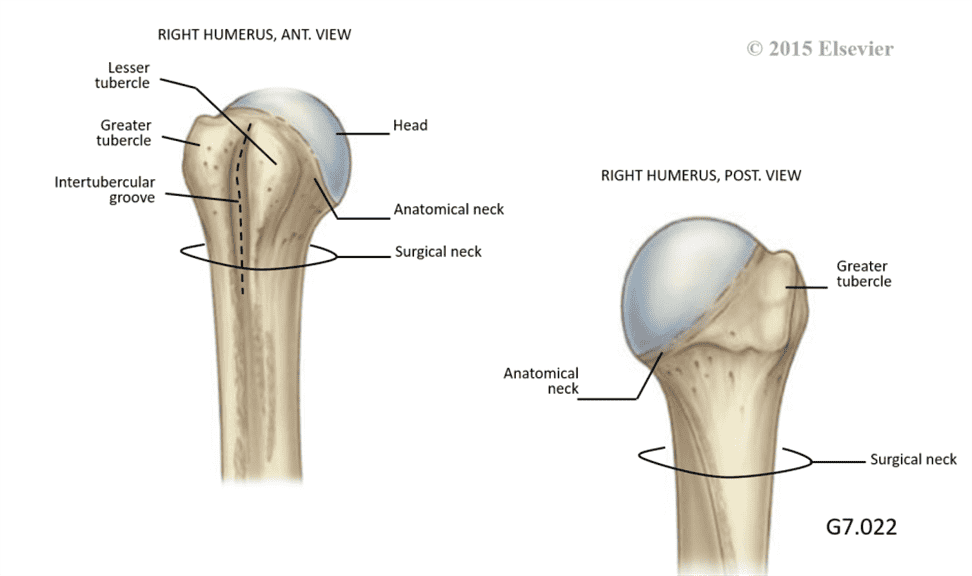 RIGHT HUMERUS, ANT. VIEW
© 2015 Elsevier
Lesser
tubercle
Greater
tubercle
Head
Intertubercular
groove
Anatomical neck
Surgical neck
RIGHT HUMERUS, POST. VIEW
Greater
tubercle
Anatomical
neck
Surgical neck
G7.022